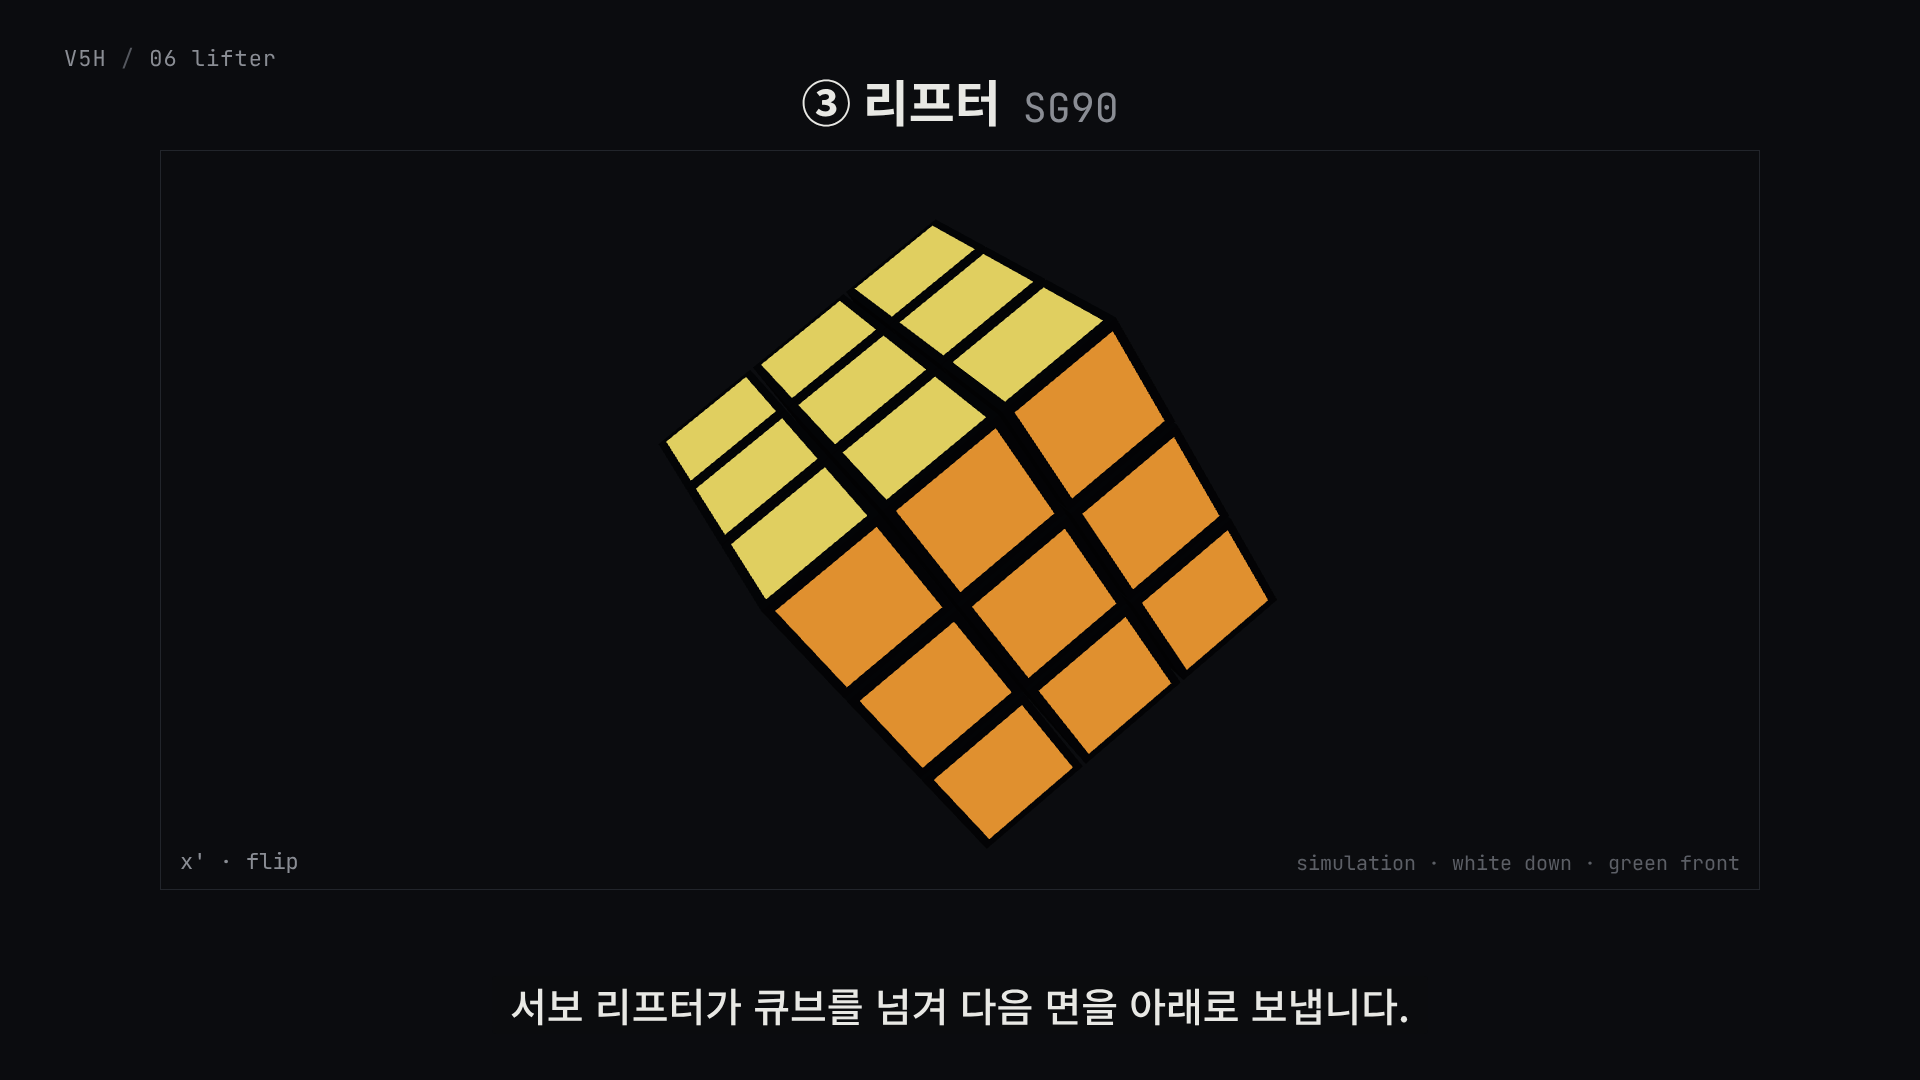 V5H / 06 lifter
③ 리프터 SG90
x' · flip
simulation · white down · green front
서보 리프터가 큐브를 넘겨 다음 면을 아래로 보냅니다.